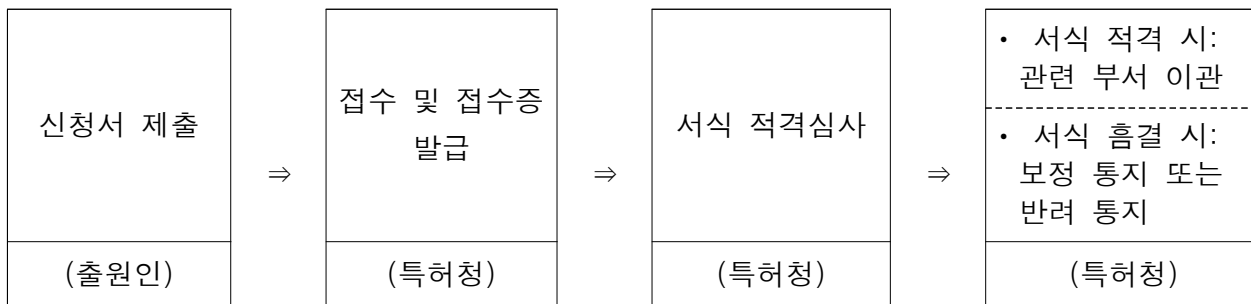 신청서 제출
(출원인)
⇒
접수 및 접수증
발급
(특허청)
⇒
서식 적격심사
(특허청)
⇒
• 서식 적격 시:
관련 부서 이관
• 서식 흠결 시:
보정 통지 또는
반려 통지
(특허청)